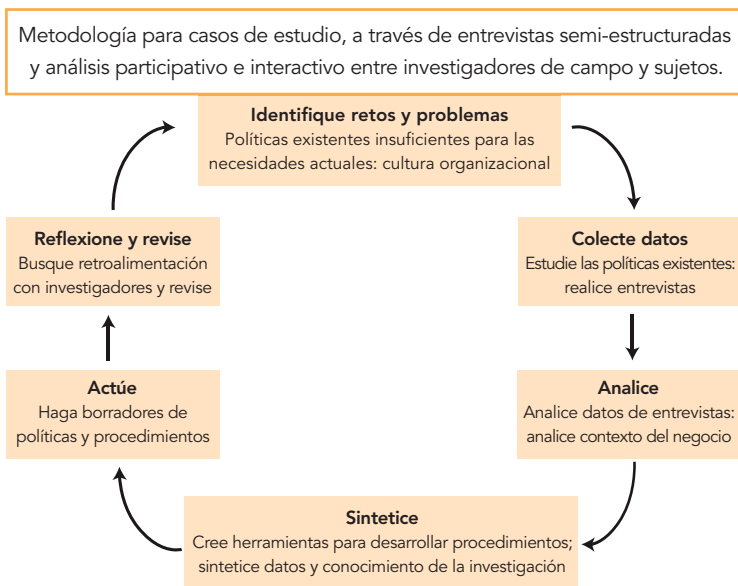 Metodología para casos de estudio, a través de entrevistas semi-estructuradas
y análisis participativo e interactivo entre investigadores de campo y sujetos.
Identifique retos y problemas
Políticas existentes insuficientes para las
necesidades actuales: cultura organizacional
Colecte datos
Estudie las políticas existentes:
realice entrevistas
Analice
Analice datos de entrevistas:
analice contexto del negocio
Sintetice
Cree herramientas para desarrollar procedimientos;
sintetice datos y conocimiento de la investigación
Actúe
Haga borradores de
políticas y procedimientos
Reflexione y revise
Busque retroalimentación
con investigadores y revise